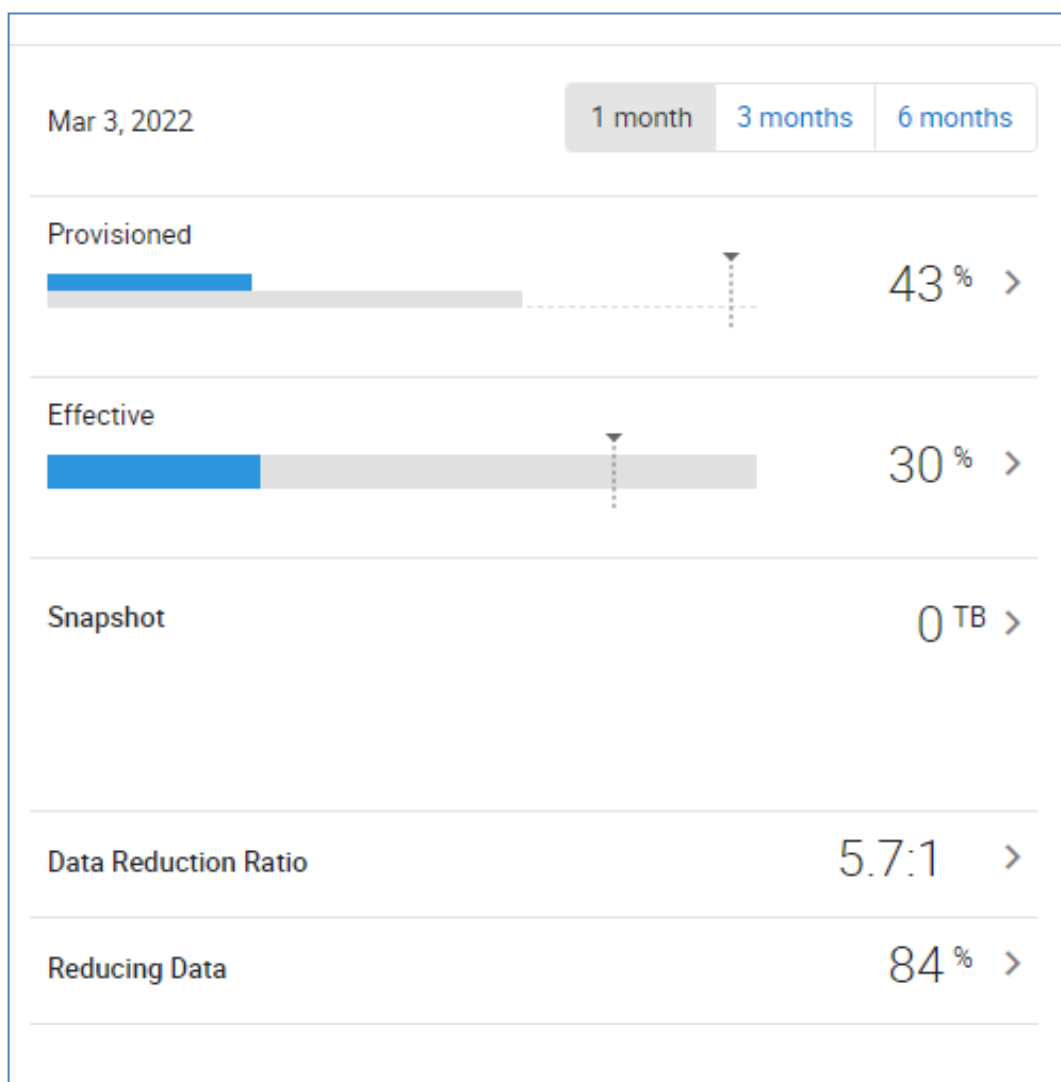 Mar 3, 2022 1 month 3 months 6 months
Provisioned
43 %
Effective
30 %
Snapshot 0 TB
Data Reduction Ratio 5.7:1
Reducing Data 84 %